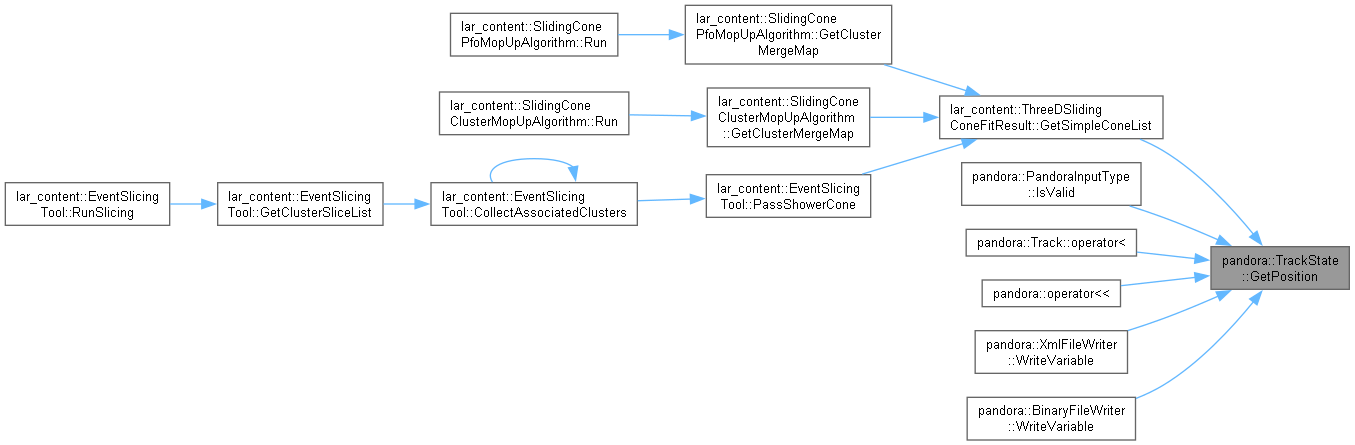 lar_content::SlidingCone
PfoMopUpAlgorithm::Run
lar_content::SlidingCone
PfoMopUpAlgorithm::GetCluster
MergeMap
lar_content::SlidingCone
ClusterMopUpAlgorithm::Run
lar_content::SlidingCone
ClusterMopUpAlgorithm
::GetClusterMergeMap
lar_content::ThreeDSliding
ConeFitResult::GetSimpleConeList
lar_content::EventSlicing
Tool::RunSlicing
lar_content::EventSlicing
Tool::GetClusterSliceList
lar_content::EventSlicing
Tool::CollectAssociatedClusters
lar_content::EventSlicing
Tool::PassShowerCone
pandora::PandoraInputType
::IsValid
pandora::Track::operator<
pandora::TrackState
::GetPosition
pandora::operator<<
pandora::XmlFileWriter
::WriteVariable
pandora::BinaryFileWriter
::WriteVariable